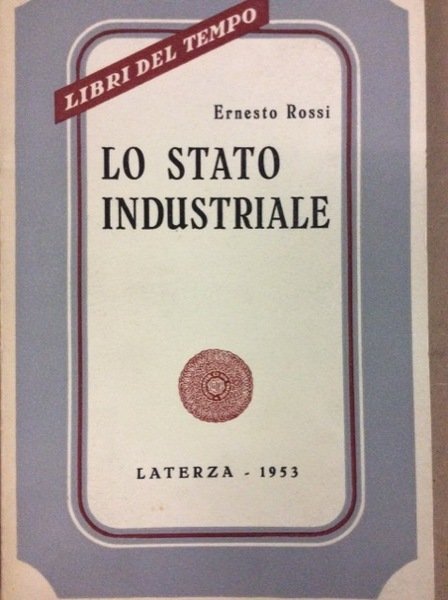 LIBRI DEL TEMPO
Ernesto Rossi
LO STATO
INDUSTRIALE
LATERZA - 1953